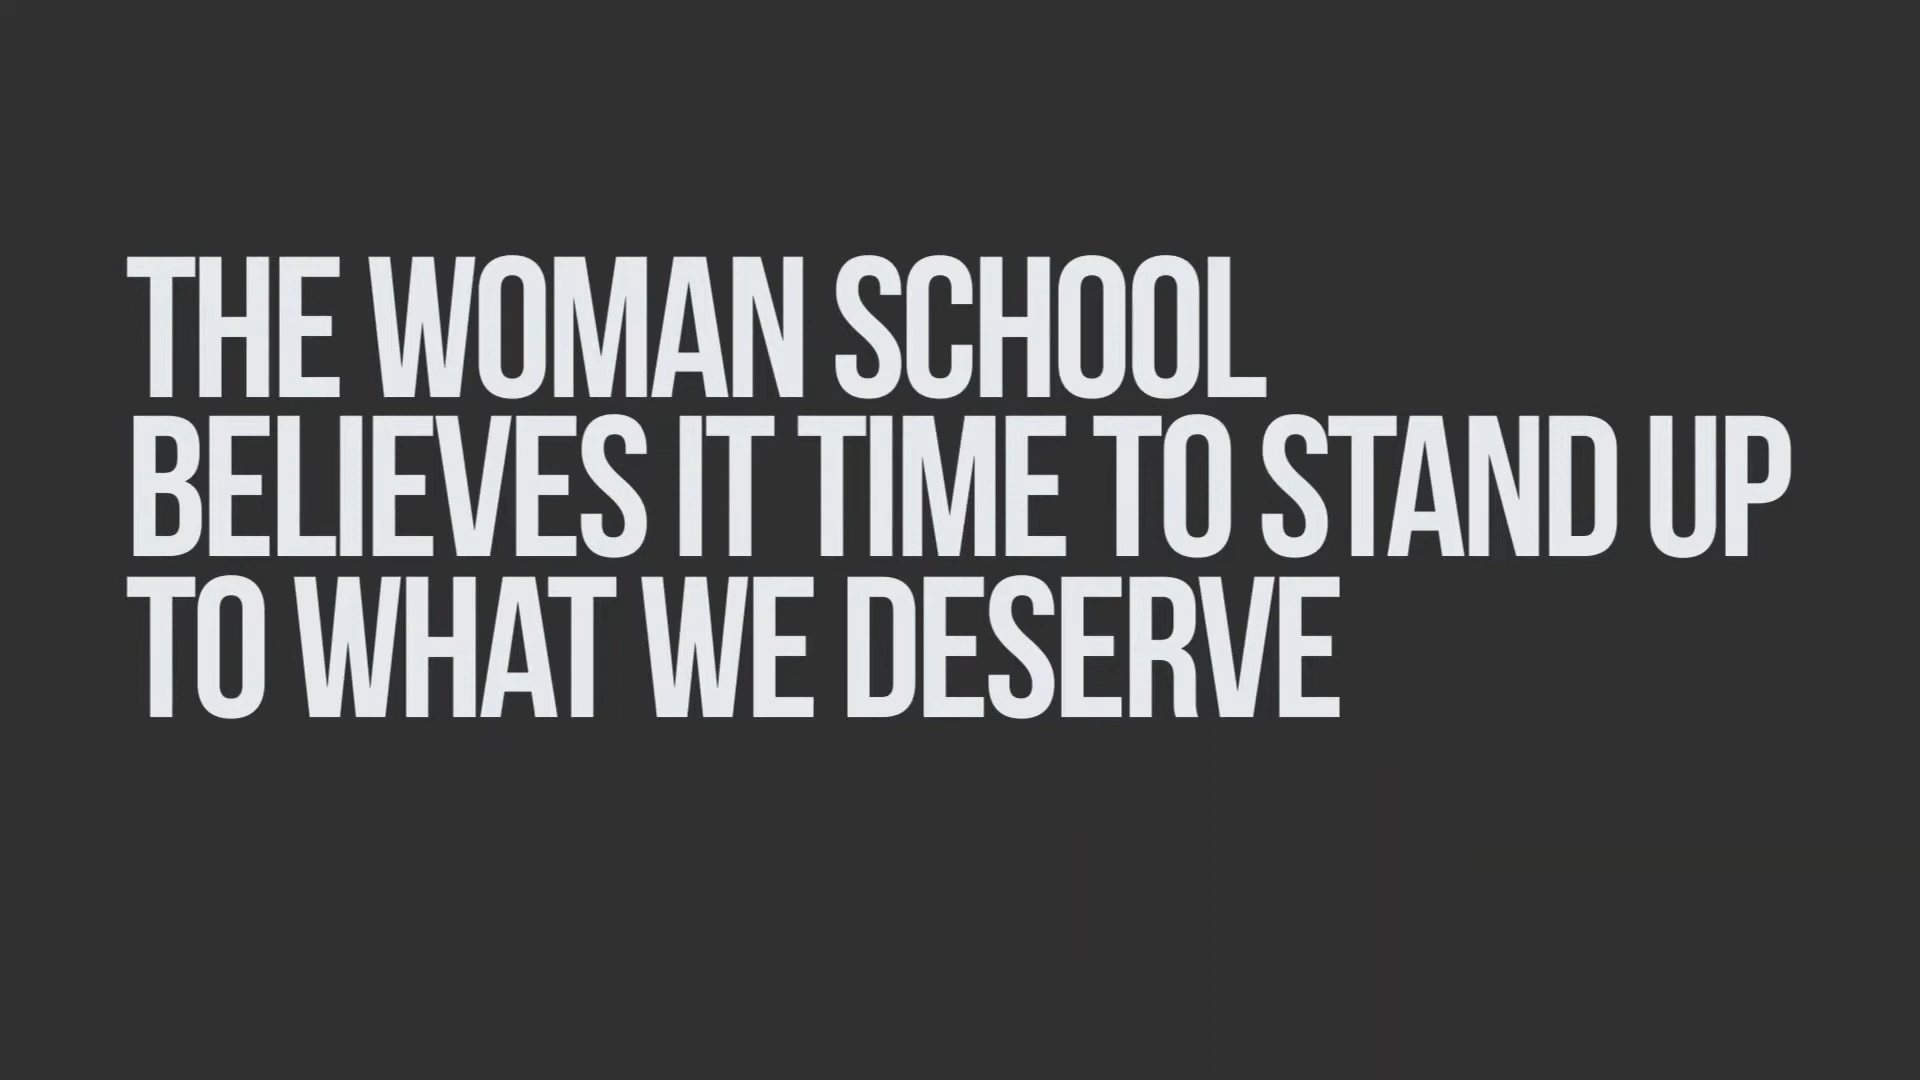 THE WOMAN SCHOOL
BELIEVES IT TIME TO STAND UP
TO WHAT WE DESERVE